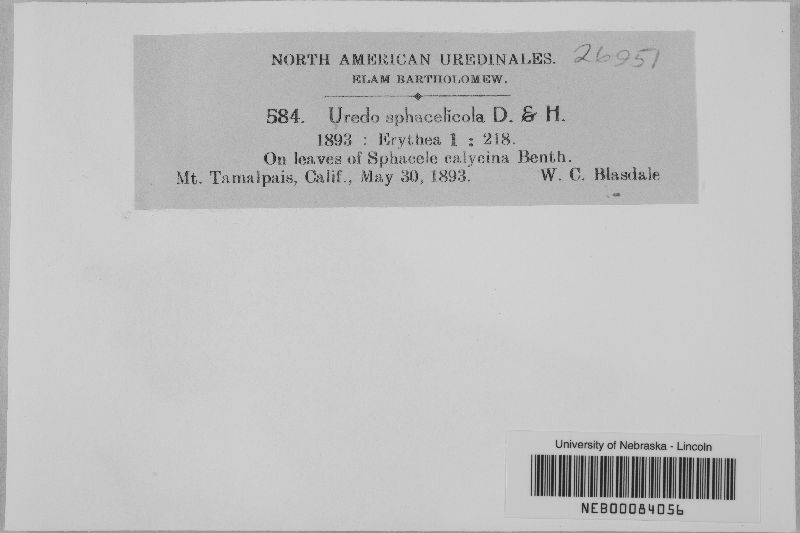 NORTH AMERICAN UREDINALES. 26951
ELAM BARTHOLOMEW.
584. Uredo sphacelicola D. & H.
1893 : Erythea 1 : 218.
On leaves of Sphacele calycina Benth.
Mt. Tamalpais, Calif., May 30, 1893. W. C. Blasdale
University of Nebraska - Lincoln
NEB00084056